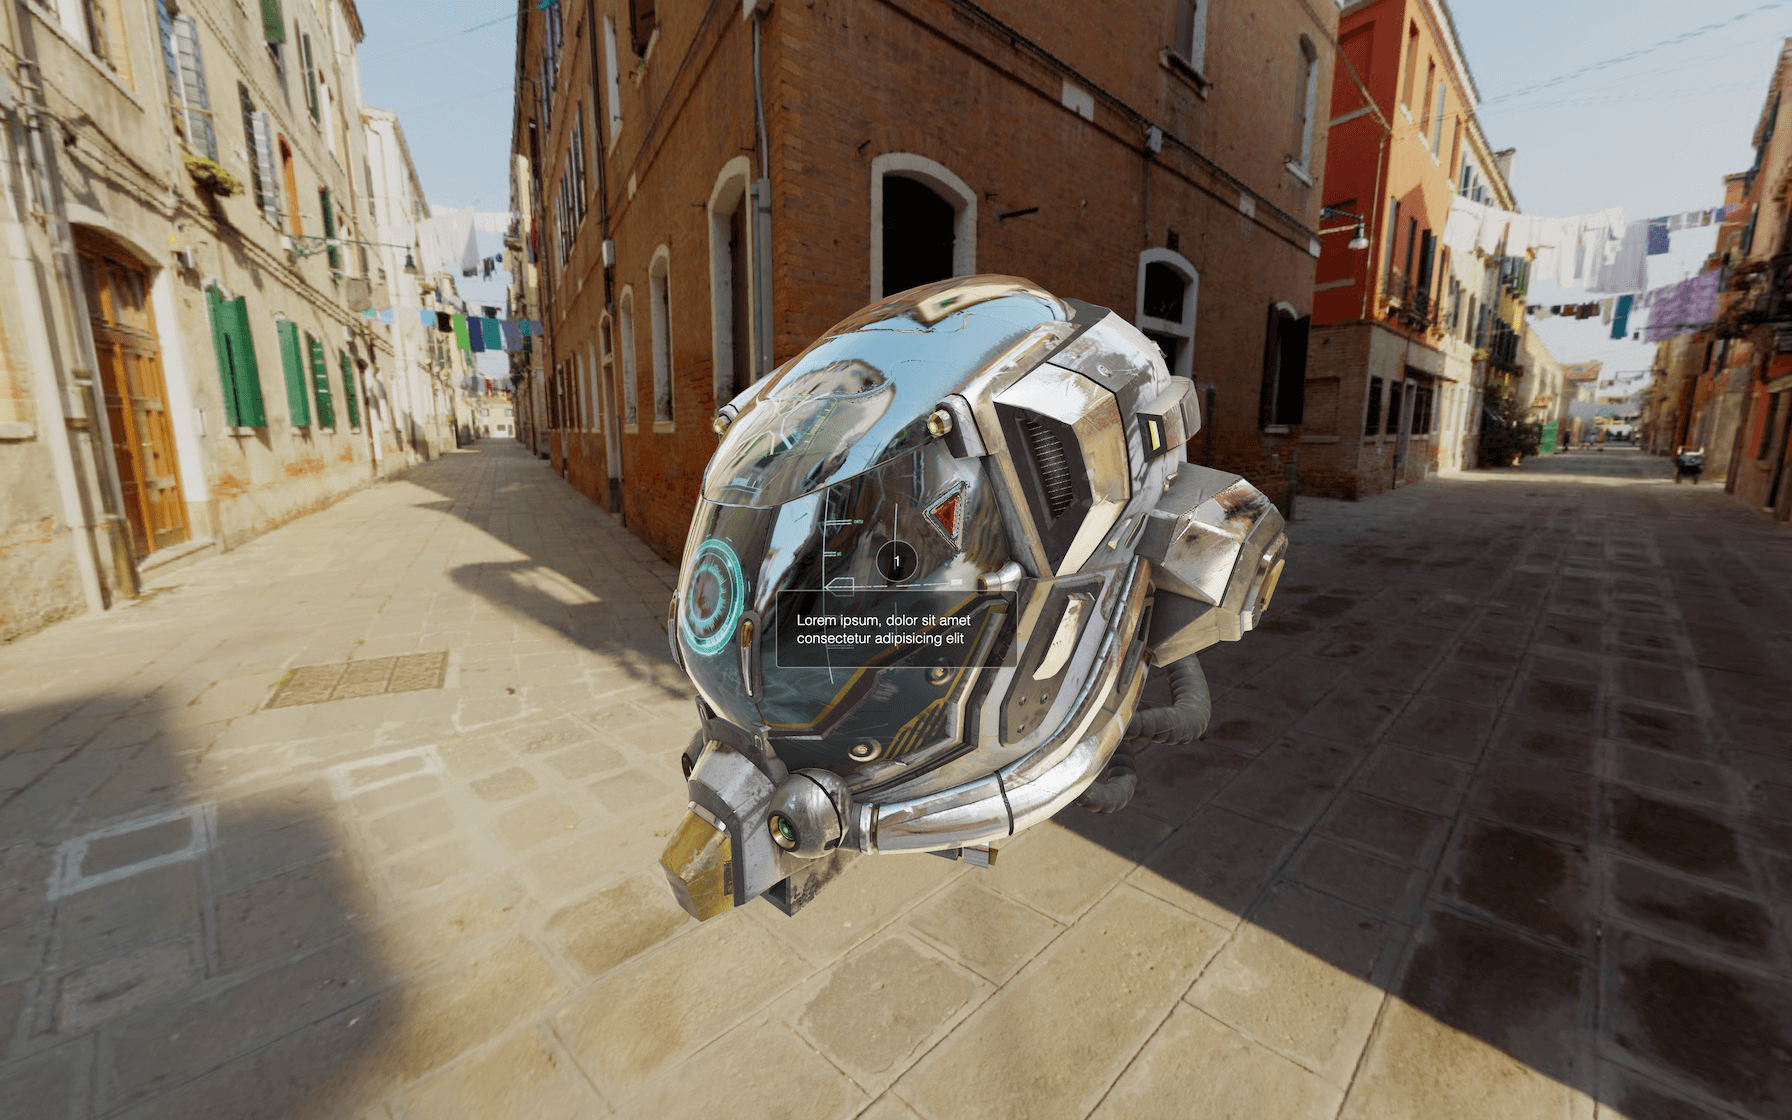 1
Lorem ipsum, dolor sit amet
consectetur adipisicing elit